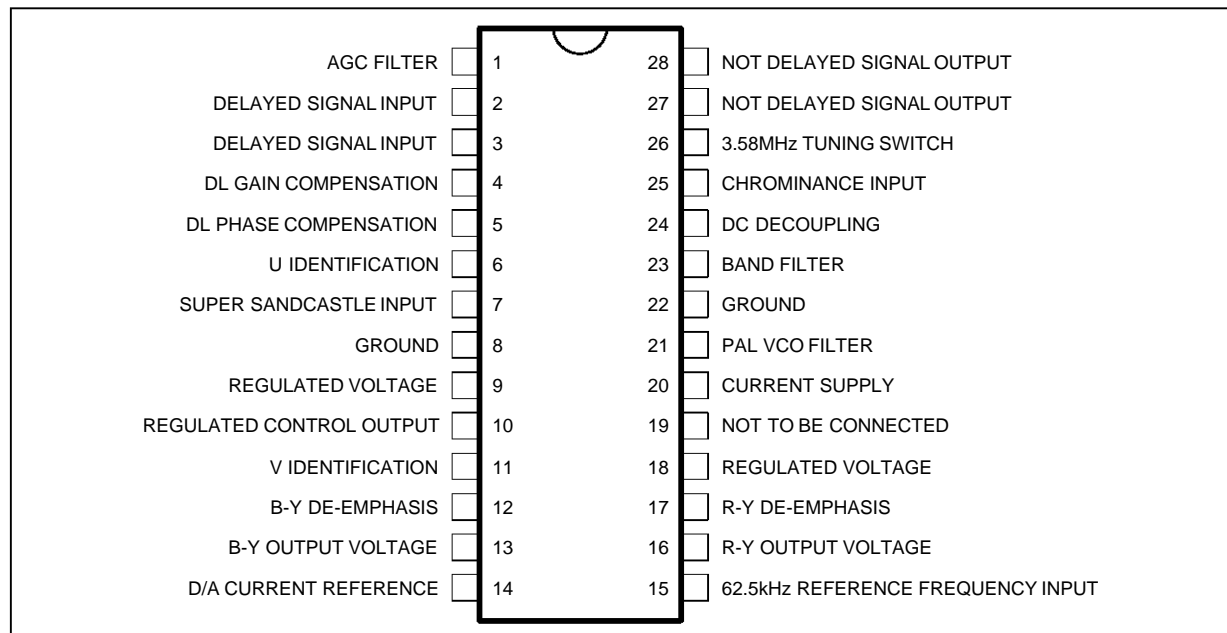 AGC FILTER 1 28 NOT DELAYED SIGNAL OUTPUT
DELAYED SIGNAL INPUT 2 27 NOT DELAYED SIGNAL OUTPUT
DELAYED SIGNAL INPUT 3 26 3.58MHz TUNING SWITCH
DL GAIN COMPENSATION 4 25 CHROMINANCE INPUT
DL PHASE COMPENSATION 5 24 DC DECOUPLING
U IDENTIFICATION 6 23 BAND FILTER
SUPER SANDCASTLE INPUT 7 22 GROUND
GROUND 8 21 PAL VCO FILTER
REGULATED VOLTAGE 9 20 CURRENT SUPPLY
REGULATED CONTROL OUTPUT 10 19 NOT TO BE CONNECTED
V IDENTIFICATION 11 18 REGULATED VOLTAGE
B-Y DE-EMPHASIS 12 17 R-Y DE-EMPHASIS
B-Y OUTPUT VOLTAGE 13 16 R-Y OUTPUT VOLTAGE
D/A CURRENT REFERENCE 14 15 62.5kHz REFERENCE FREQUENCY INPUT